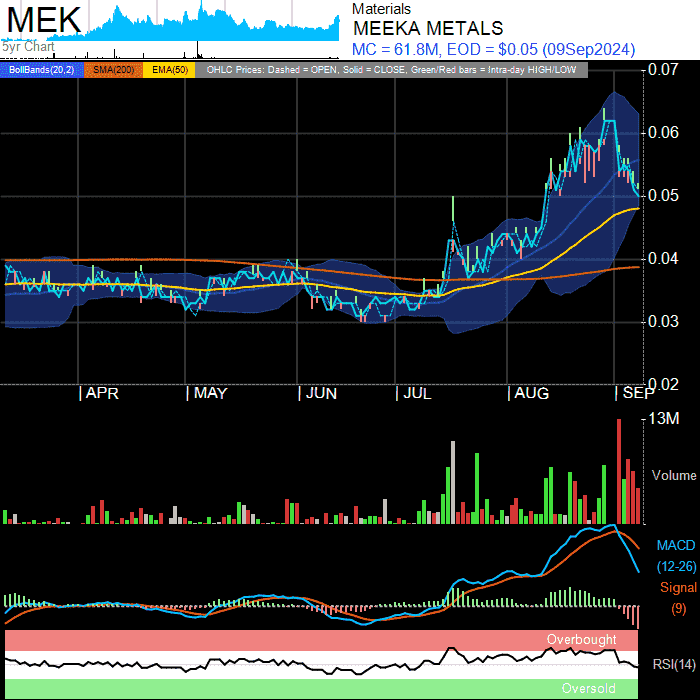 MEK
5yr Chart
Materials
MEEKA METALS
MC = 61.8M, EOD = $0.05 (09Sep2024)
BollBands(20,2) SMA(200) EMA(50) OHLC Prices: Dashed = OPEN, Solid = CLOSE, Green/Red bars = Intra-day HIGH/LOW
0.07
0.06
0.05
0.04
0.03
0.02
| APR | MAY | JUN | JUL | AUG | SEP
13M
Volume
MACD
(12-26)
Signal
(9)
Overbought
RSI(14)
Oversold